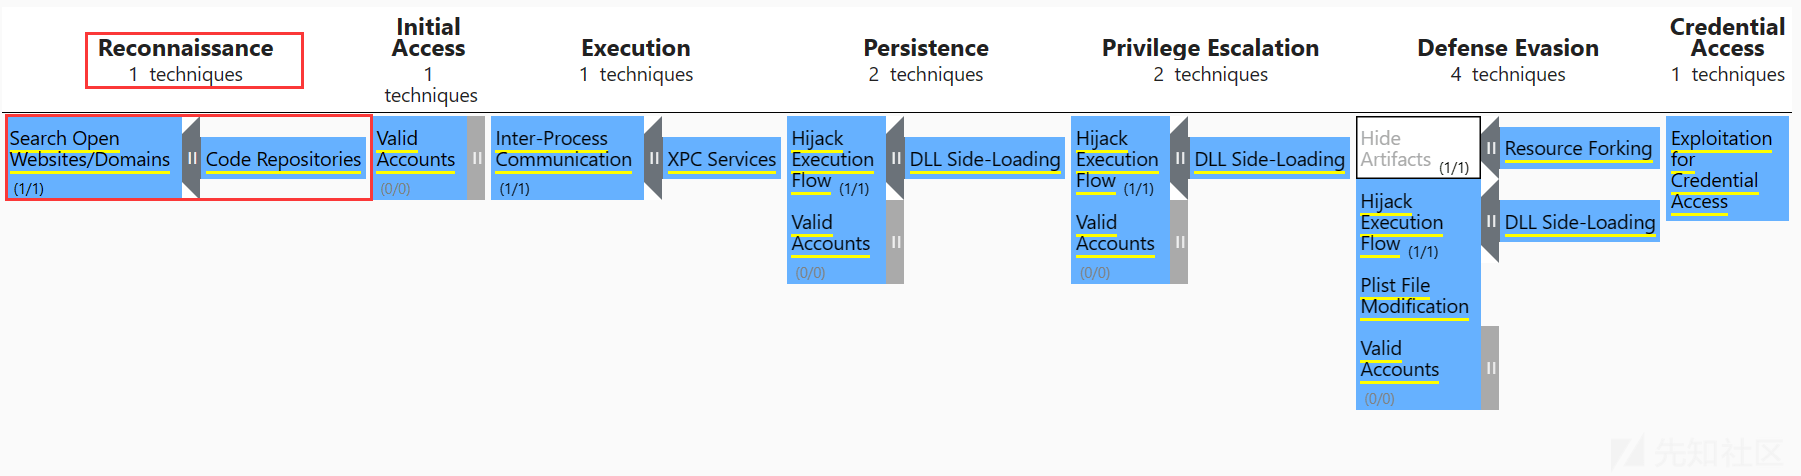 Reconnaissance
1 techniques
Initial
Access
1
techniques
Execution
1 techniques
Persistence
2 techniques
Privilege Escalation
2 techniques
Defense Evasion
4 techniques
Credential
Access
1 techniques
Search Open
Websites/Domains
(1/1)
Code Repositories
Valid
Accounts
(0/0)
Inter-Process
Communication
(1/1)
XPC Services
Hijack
Execution
Flow (1/1)
DLL Side-Loading
Valid
Accounts
(0/0)
Hijack
Execution
Flow (1/1)
DLL Side-Loading
Valid
Accounts
(0/0)
Hide
Artifacts (1/1)
Resource Forking
Hijack
Execution
Flow (1/1)
DLL Side-Loading
Plist File
Modification
Valid
Accounts
(0/0)
Exploitation
for
Credential
Access
先知社区